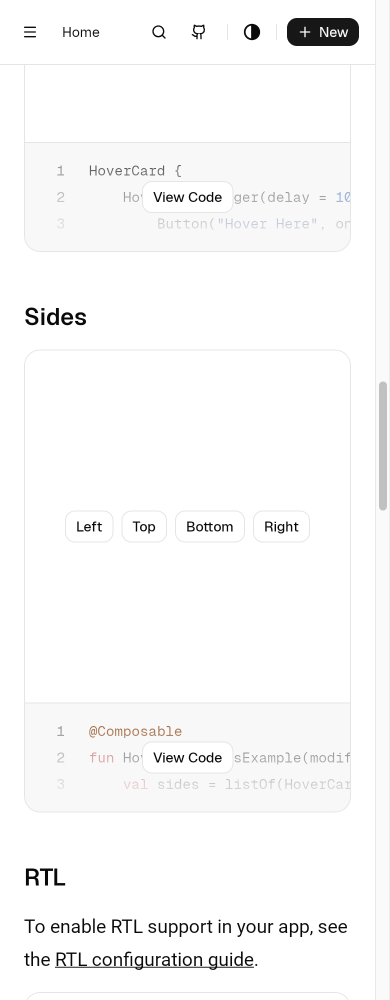 Home
New
1 HoverCard {
2 Ho ger(delay = 10
3 Button("Hover Here", on
View Code
Sides
Left Top Bottom Right
1 @Composable
2 fun Hov sExample(modif
3 val sides = listOf(HoverCar
View Code
RTL
To enable RTL support in your app, see
the RTL configuration guide.